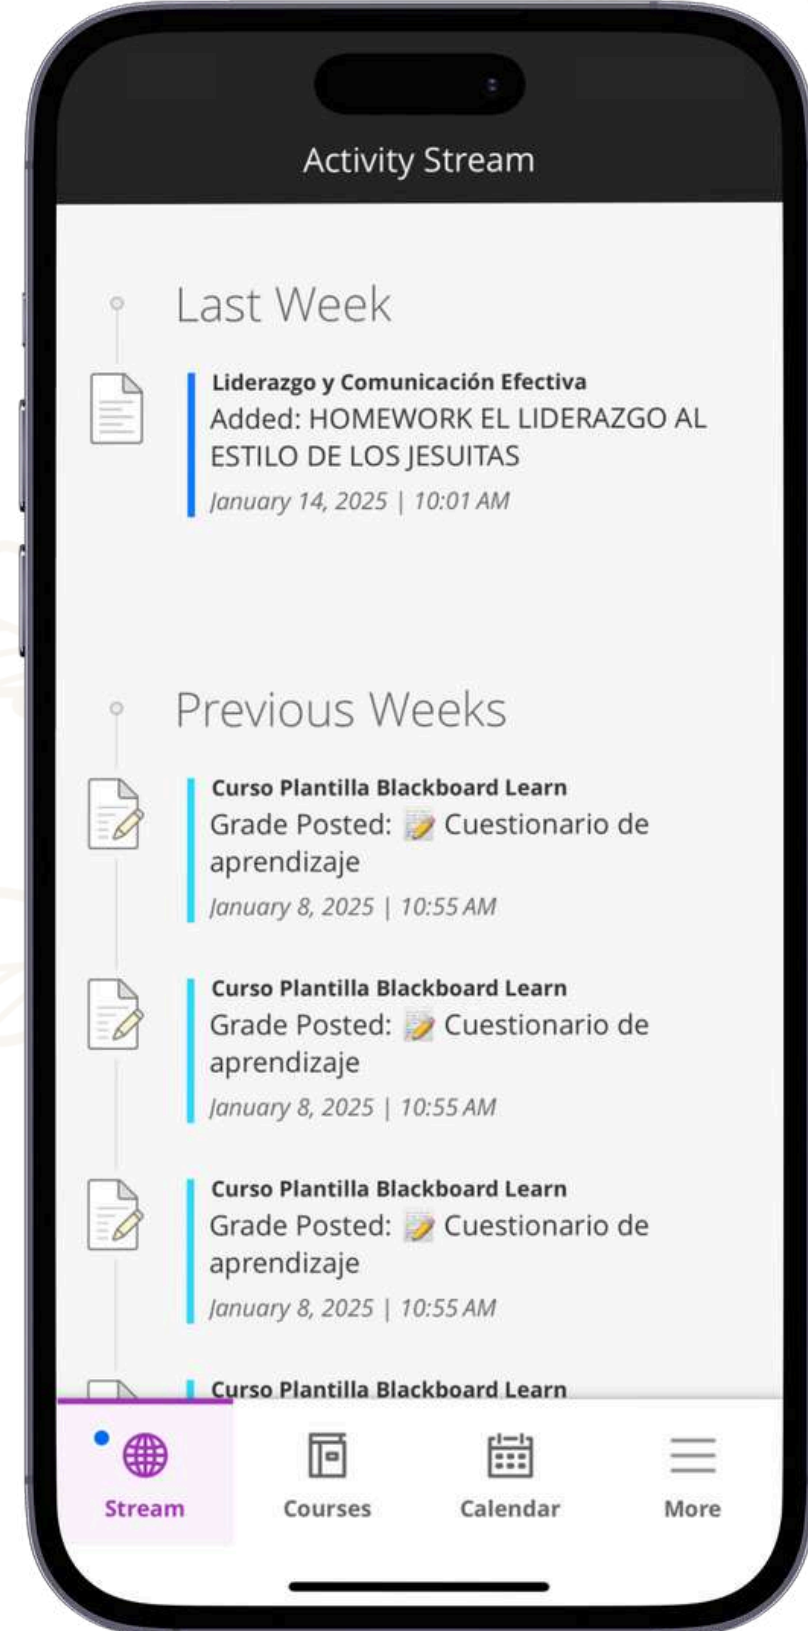 Activity Stream
Last Week
Liderazgo y Comunicación Efectiva
Added: HOMEWORK EL LIDERAZGO AL
ESTILO DE LOS JESUITAS
January 14, 2025 | 10:01 AM
Previous Weeks
Curso Plantilla Blackboard Learn
Grade Posted: 📝 Cuestionario de
aprendizaje
January 8, 2025 | 10:55 AM
Curso Plantilla Blackboard Learn
Grade Posted: 📝 Cuestionario de
aprendizaje
January 8, 2025 | 10:55 AM
Curso Plantilla Blackboard Learn
Grade Posted: 📝 Cuestionario de
aprendizaje
January 8, 2025 | 10:55 AM
Curso Plantilla Blackboard Learn
Stream Courses Calendar More